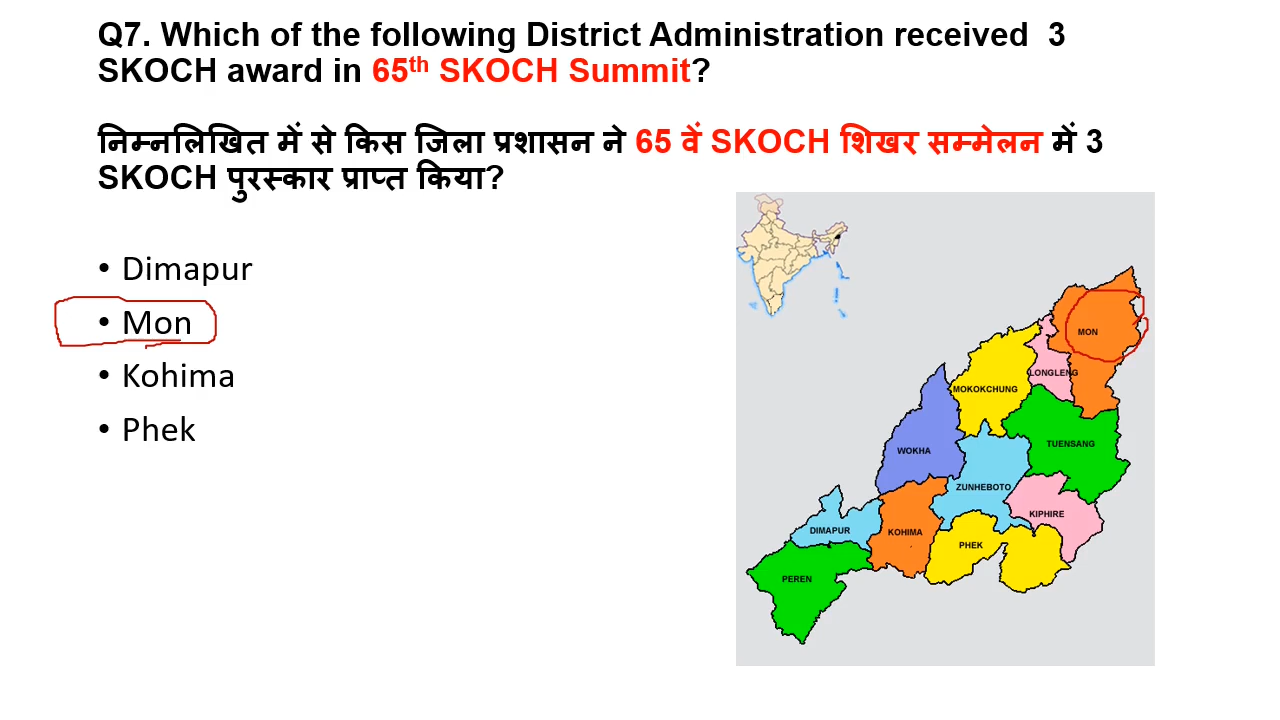 Q7. Which of the following District Administration received  3
SKOCH award in 65th SKOCH Summit?
निम्नलिखित में से किस जिला प्रशासन ने 65 वें SKOCH शिखर सम्मेलन में 3
SKOCH पुरस्कार प्राप्त किया?
• Dimapur
• Mon
• Kohima
• Phek
MON
LONGLENG
MOKOKCHUNG
TUENSANG
WOKHA
ZUNHEBOTO
KIPHIRE
DIMAPUR
KOHIMA
PHEK
PEREN